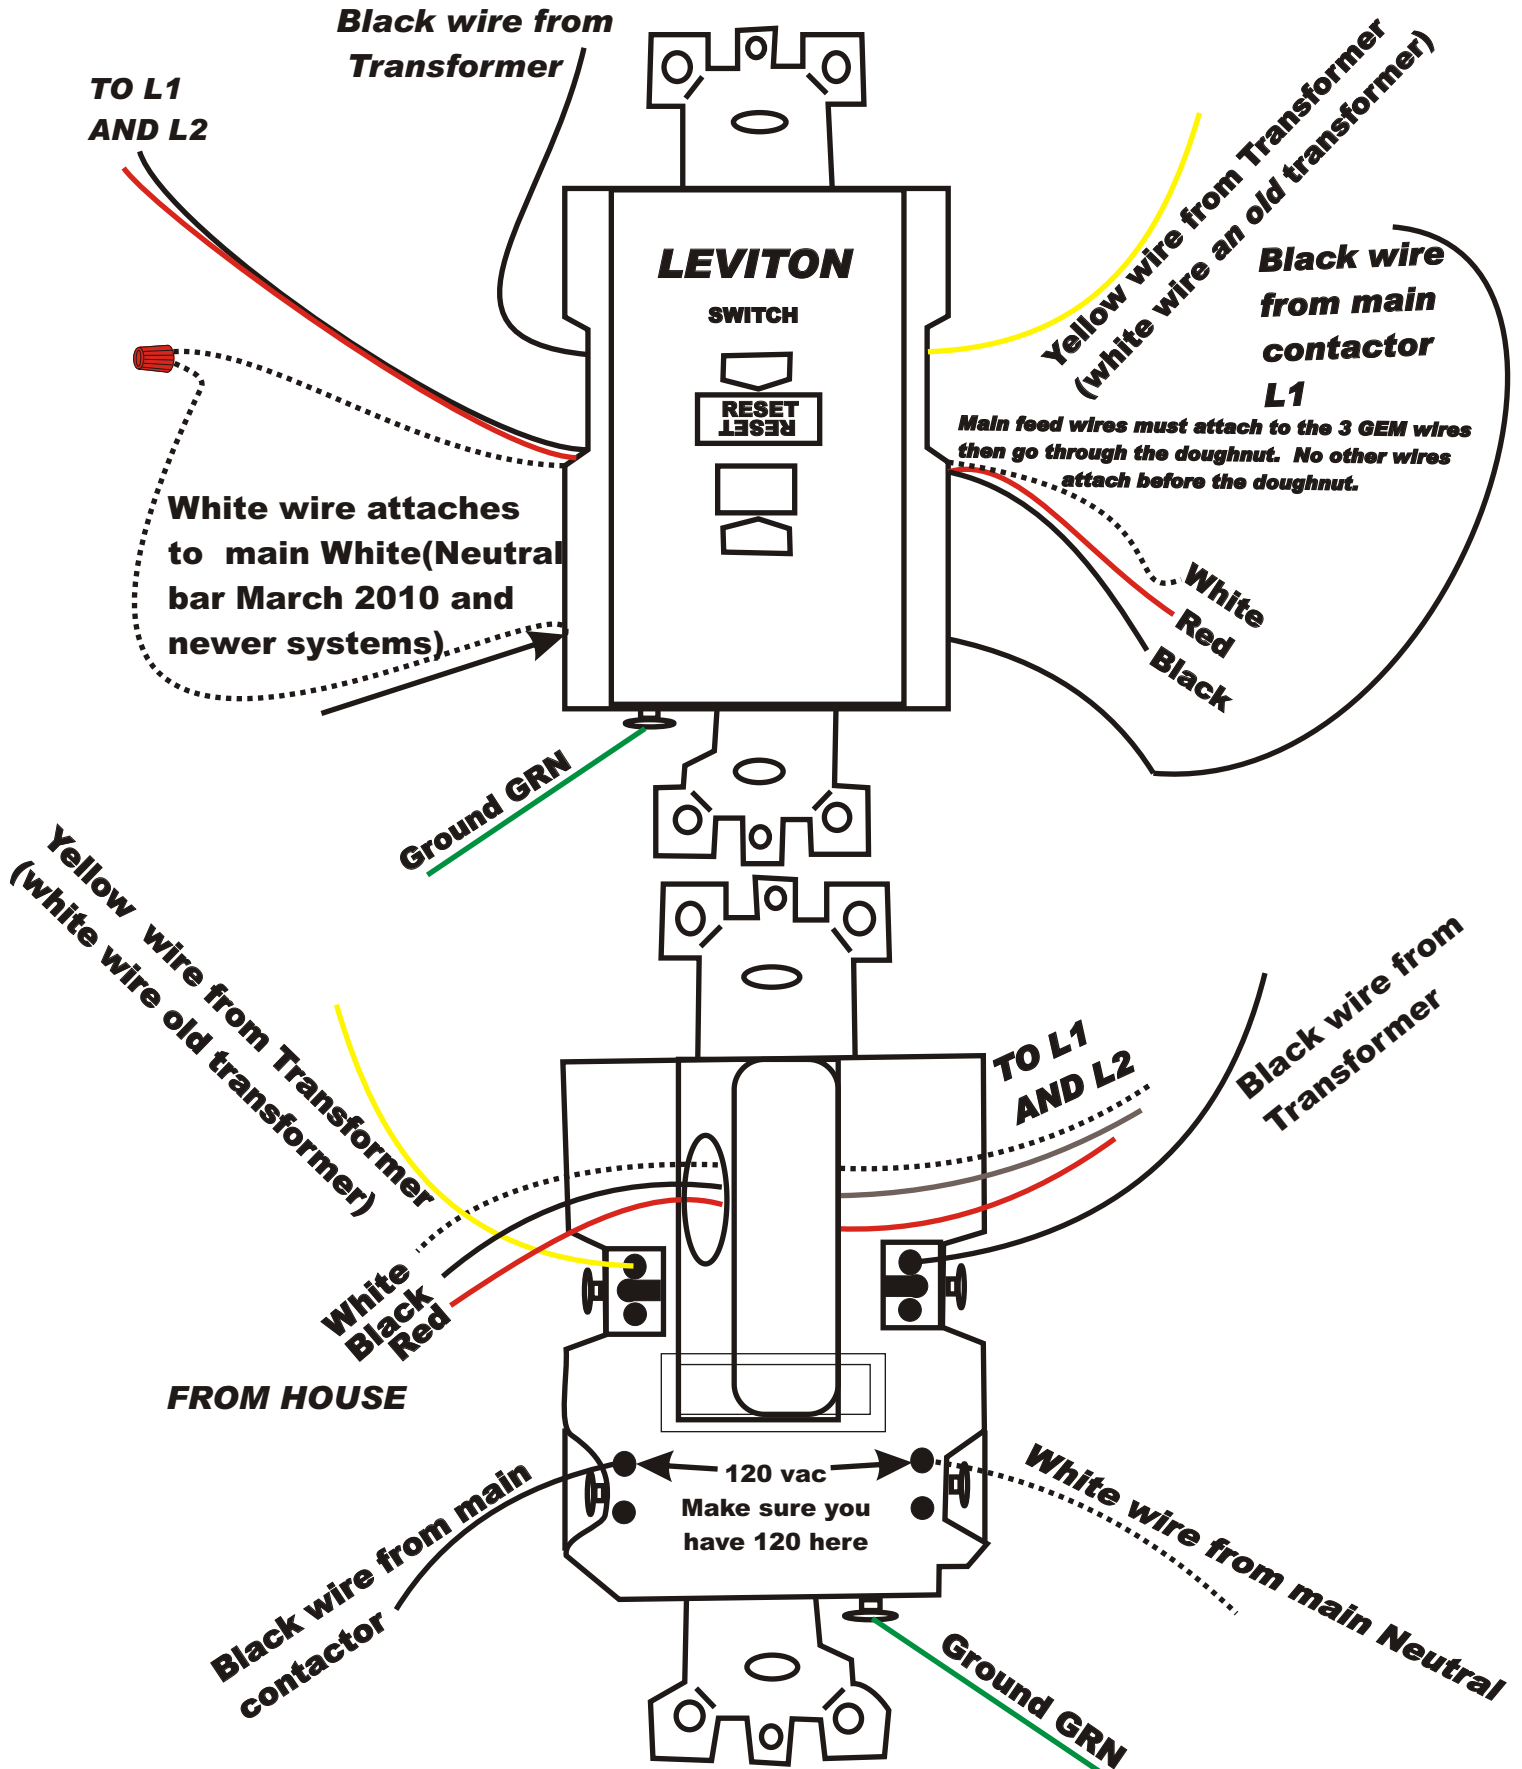 Black wire from
Transformer
TO L1
AND L2
Yellow wire from Transformer
(white wire an old transformer)
LEVITON
SWITCH
RESET
RESET
Black wire
from main
contactor
L1
Main feed wires must attach to the 3 GEM wires
then go through the doughnut.  No other wires
attach before the doughnut.
White wire attaches
to  main White(Neutral
bar March 2010 and
newer systems)
White
Red
Black
Ground GRN
Yellow  wire from Transformer
(white wire old transformer)
TO L1
AND L2
Black wire from
Transformer
White
Black
Red
FROM HOUSE
120 vac
Make sure you
have 120 here
Black wire from main
contactor
White wire from main Neutral
Ground GRN